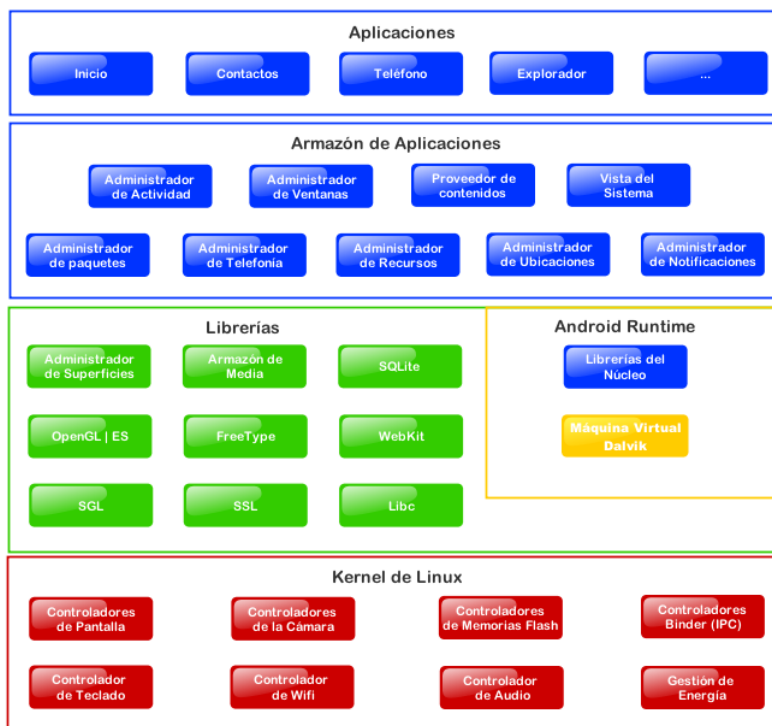 Aplicaciones
Inicio
Contactos
Teléfono
Explorador
...
Armazón de Aplicaciones
Administrador
de Actividad
Administrador
de Ventanas
Proveedor de
contenidos
Vista del
Sistema
Administrador
de paquetes
Administrador
de Telefonía
Administrador
de Recursos
Administrador
de Ubicaciones
Administrador
de Notificaciones
Librerías
Administrador
de Superficies
Armazón de
Media
SQLite
OpenGL | ES
FreeType
WebKit
SGL
SSL
Libc
Android Runtime
Librerías del
Núcleo
Máquina Virtual
Dalvik
Kernel de Linux
Controladores
de Pantalla
Controladores
de la Cámara
Controladores
de Memorias Flash
Controladores
Binder (IPC)
Controlador
de Teclado
Controlador
de Wifi
Controlador
de Audio
Gestión de
Energía